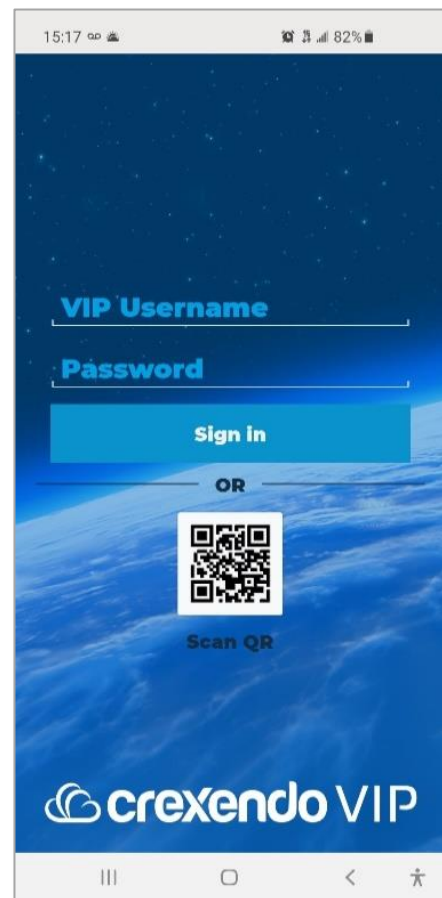 15:17
82%
VIP Username
Password
Sign in
OR
Scan QR
crexendo VIP